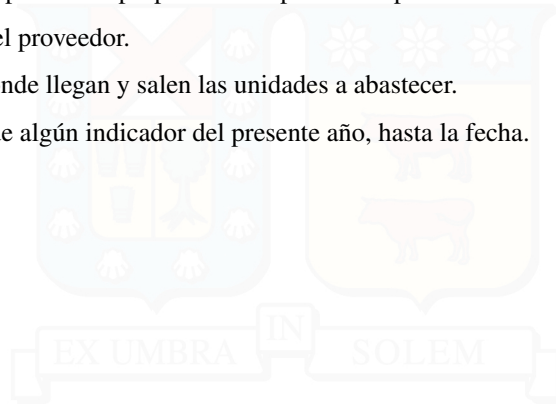 el proveedor.
nde llegan y salen las unidades a abastecer.
e algún indicador del presente año, hasta la fecha.
IN
EX UMBRA SOLEM